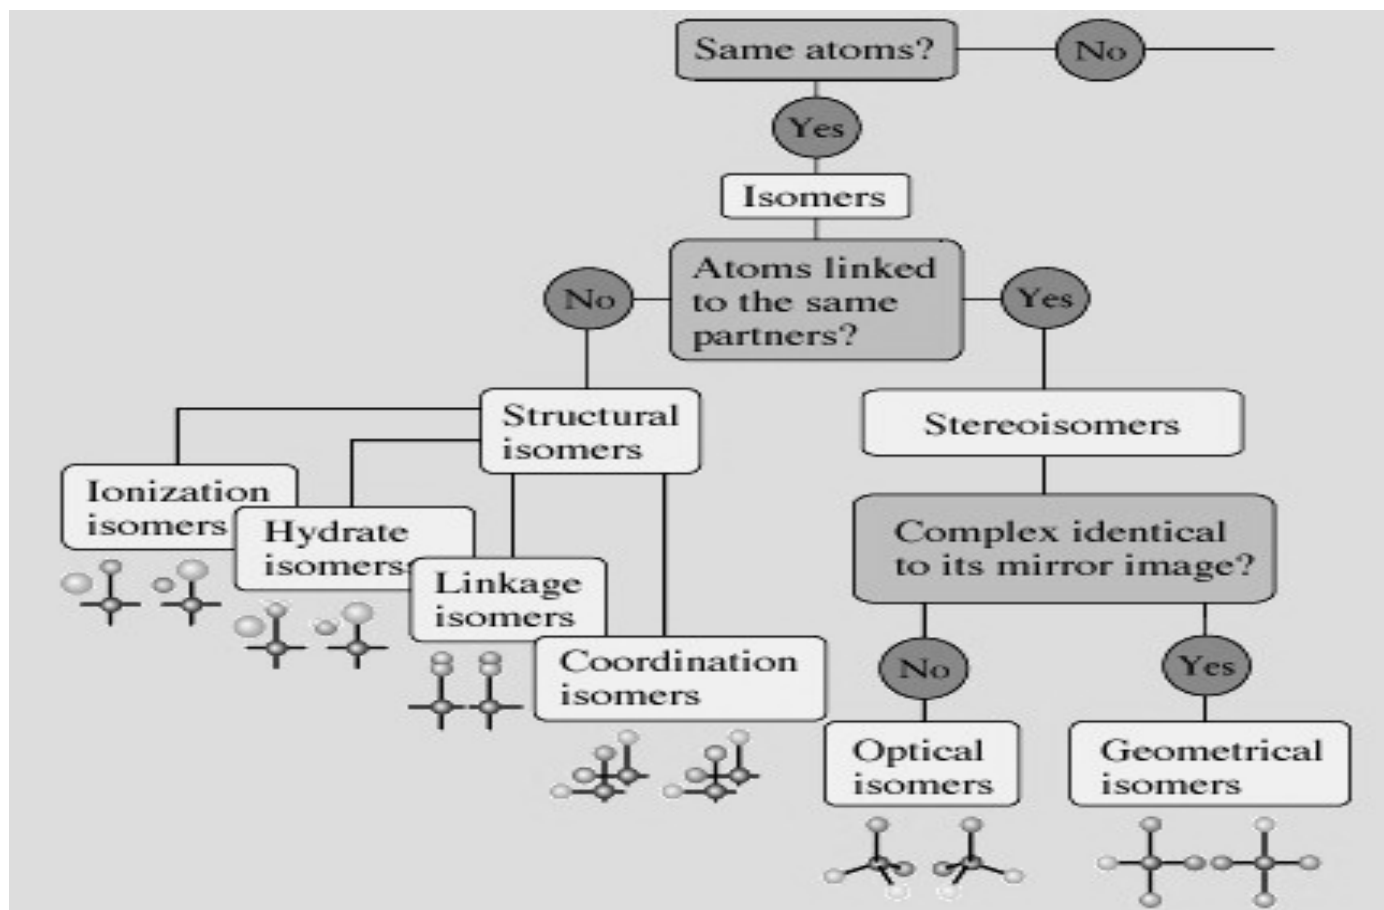 Same atoms?
No
Yes
Isomers
Atoms linked
to the same
partners?
No
Yes
Structural
isomers
Stereoisomers
Ionization
isomers
Hydrate
isomers
Linkage
isomers
Coordination
isomers
Complex identical
to its mirror image?
No
Yes
Optical
isomers
Geometrical
isomers